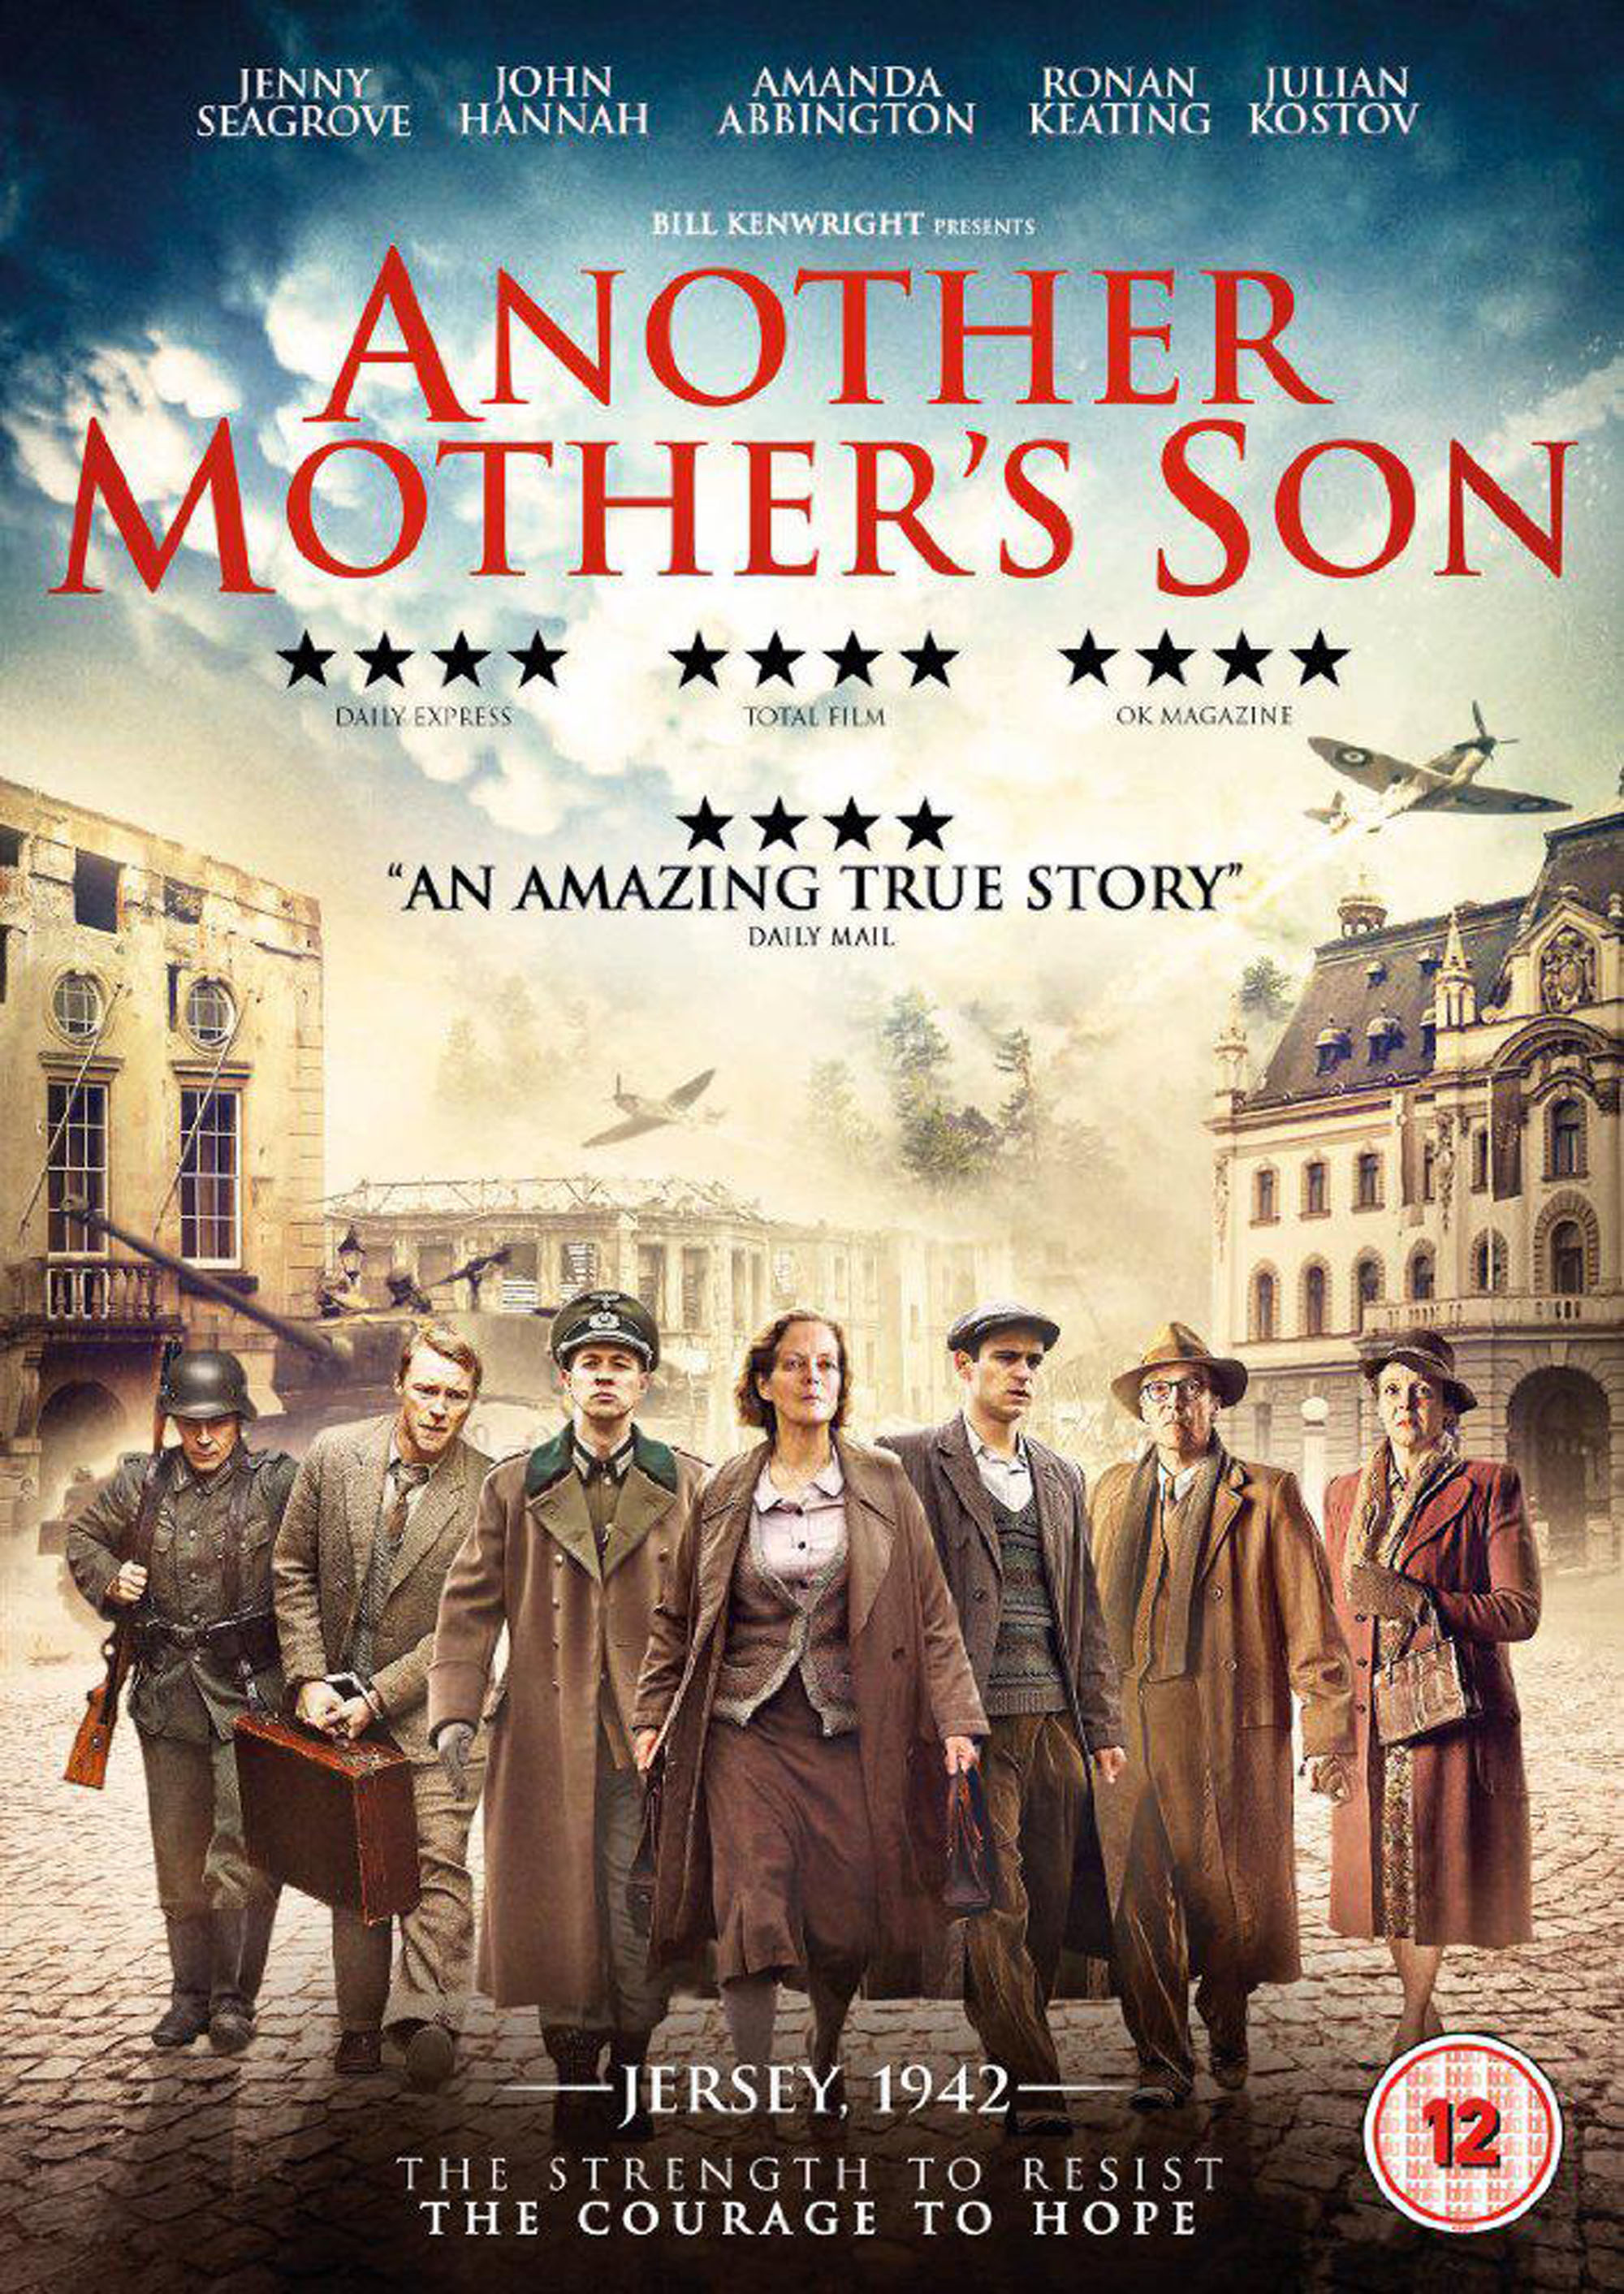 JENNY JOHN AMANDA RONAN JULIAN
SEAGROVE HANNAH ABBINGTON KEATING KOSTOV
BILL KENWRIGHT PRESENTS
ANOTHER
MOTHER'S SON
DAILY EXPRESS TOTAL FILM OK MAGAZINE
"AN AMAZING TRUE STORY"
DAILY MAIL
JERSEY, 1942
12
THE STRENGTH TO RESIST
THE COURAGE TO HOPE